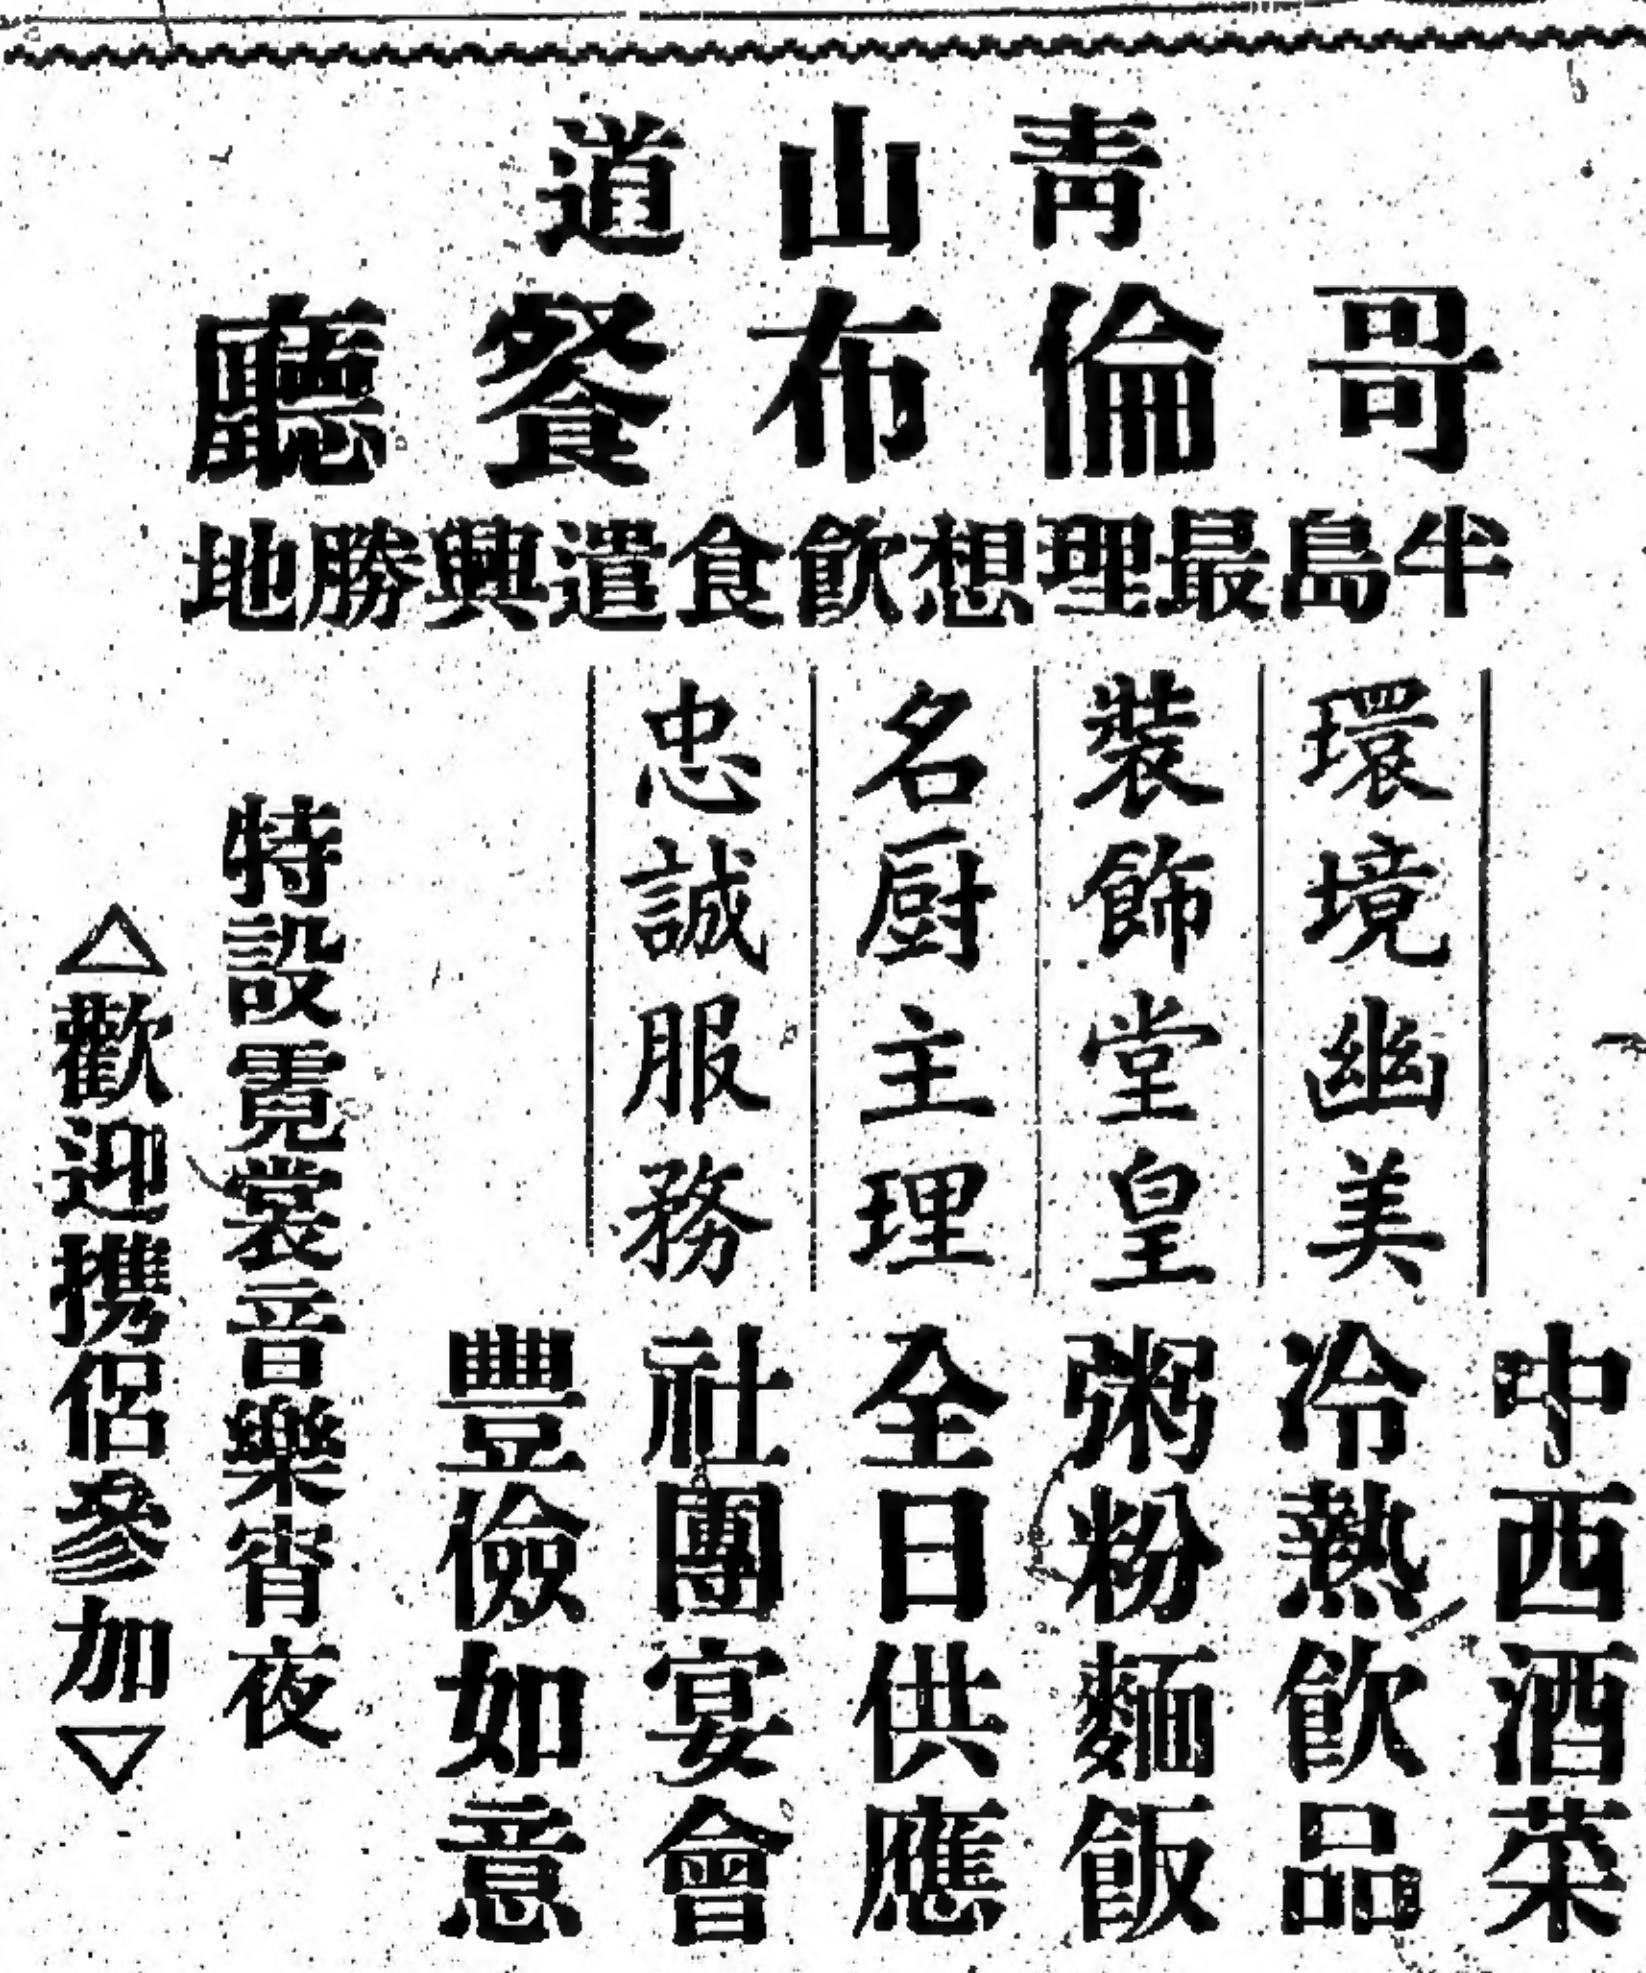 青山道
哥倫布餐廳
半島最理想飲食遣興勝地
環境幽美
裝飾堂皇
名厨主理
忠誠服務
中西酒菜
冷熱飲品
粥粉麵飯
全日供應
社團宴會
豐儉如意
特設霓裳音樂宵夜
△歡迎携侶參加▽